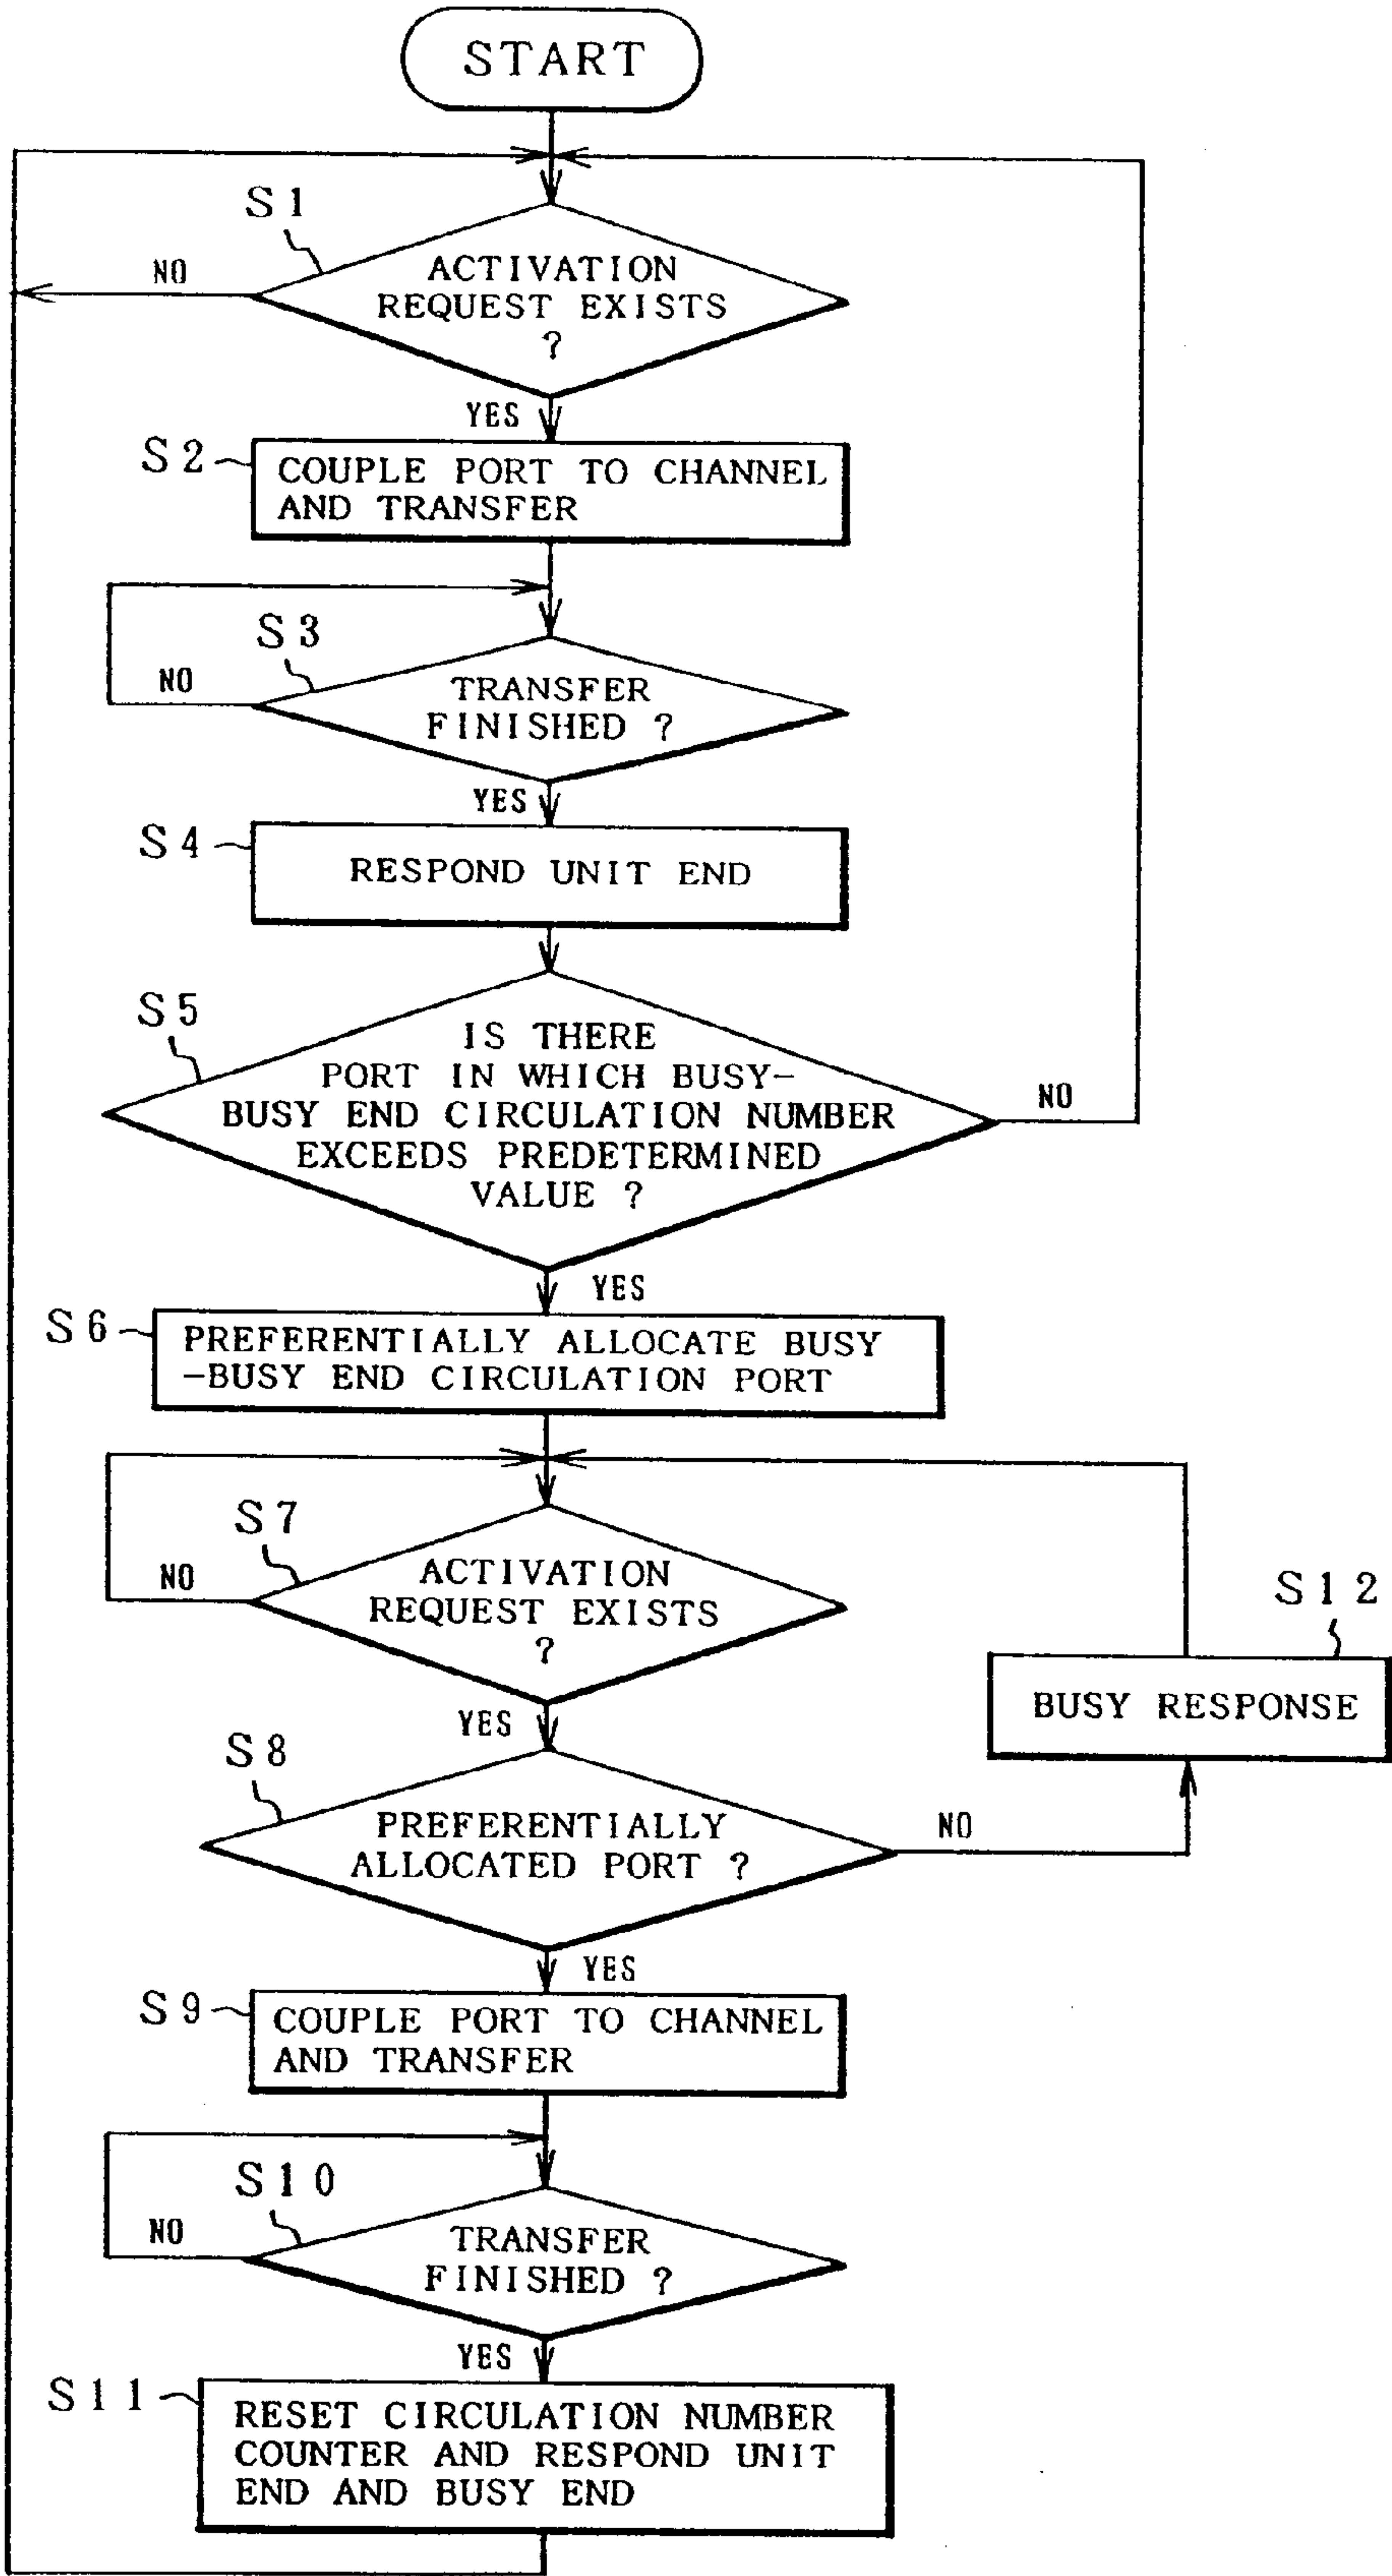 START
S1
NO
ACTIVATION
REQUEST EXISTS
?
YES
S2
COUPLE PORT TO CHANNEL
AND TRANSFER
S3
NO
TRANSFER
FINISHED ?
YES
S4
RESPOND UNIT END
S5
IS THERE
PORT IN WHICH BUSY-
BUSY END CIRCULATION NUMBER
EXCEEDS PREDETERMINED
VALUE ?
NO
YES
S6
PREFERENTIALLY ALLOCATE BUSY
-BUSY END CIRCULATION PORT
S7
NO
ACTIVATION
REQUEST EXISTS
?
YES
S12
BUSY RESPONSE
S8
PREFERENTIALLY
ALLOCATED PORT ?
NO
YES
S9
COUPLE PORT TO CHANNEL
AND TRANSFER
S10
NO
TRANSFER
FINISHED ?
YES
S11
RESET CIRCULATION NUMBER
COUNTER AND RESPOND UNIT
END AND BUSY END